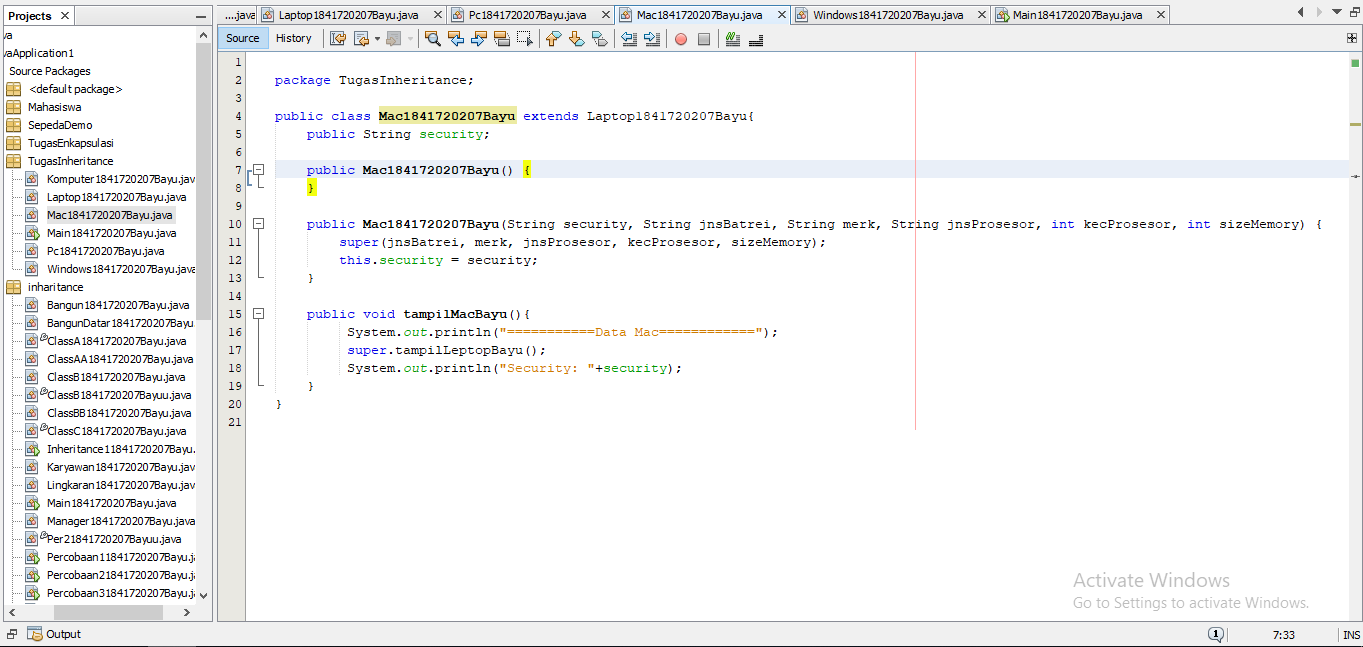 Projects
....java Laptop1841720207Bayu.java Pc1841720207Bayu.java Mac1841720207Bayu.java Windows1841720207Bayu.java Main1841720207Bayu.java
Source History
va
vaApplication1
Source Packages
<default package>
Mahasiswa
SepedaDemo
TugasEnkapsulasi
TugasInheritance
Komputer1841720207Bayu.jav
Laptop1841720207Bayu.java
Mac1841720207Bayu.java
Main1841720207Bayu.java
Pc1841720207Bayu.java
Windows1841720207Bayu.java
inharitance
Bangun1841720207Bayu.java
BangunDatar1841720207Bayu.
ClassA1841720207Bayu.java
ClassAA1841720207Bayu.java
ClassB1841720207Bayu.java
ClassB1841720207Bayuu.java
ClassBB1841720207Bayu.java
ClassC1841720207Bayu.java
Inheritance11841720207Bayu.
Karyawan1841720207Bayu.jav
Lingkaran1841720207Bayu.jav
Main1841720207Bayu.java
Manager1841720207Bayu.java
Per21841720207Bayuu.java
Percobaan11841720207Bayu.j
Percobaan21841720207Bayu.j
Percobaan31841720207Bayu.j
1
2 package TugasInheritance;
3
4 public class Mac1841720207Bayu extends Laptop1841720207Bayu{
5 public String security;
6
7 public Mac1841720207Bayu() {
8 }
9
10 public Mac1841720207Bayu(String security, String jnsBatrei, String merk, String jnsProsesor, int kecProsesor, int sizeMemory) {
11 super(jnsBatrei, merk, jnsProsesor, kecProsesor, sizeMemory);
12 this.security = security;
13 }
14
15 public void tampilMacBayu(){
16 System.out.println("===========Data Mac============");
17 super.tampilLeptopBayu();
18 System.out.println("Security: "+security);
19 }
20 }
21
Activate Windows
Go to Settings to activate Windows.
Output
1 7:33 INS